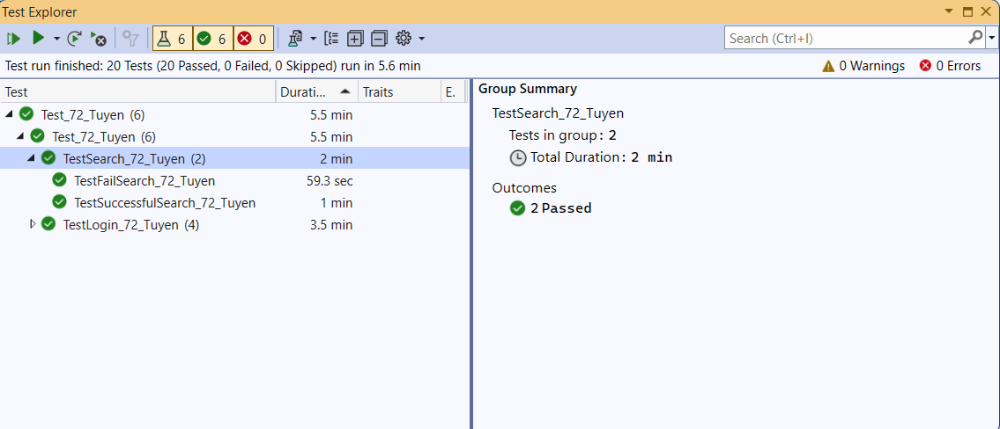 Test Explorer
6 6 0 Search (Ctrl+I)
Test run finished: 20 Tests (20 Passed, 0 Failed, 0 Skipped) run in 5.6 min 0 Warnings 0 Errors
Test Durati... Traits E.
Test_72_Tuyen (6) 5.5 min
Test_72_Tuyen (6) 5.5 min
TestSearch_72_Tuyen (2) 2 min
TestFailSearch_72_Tuyen 59.3 sec
TestSuccessfulSearch_72_Tuyen 1 min
TestLogin_72_Tuyen (4) 3.5 min
Group Summary
TestSearch_72_Tuyen
Tests in group: 2
Total Duration: 2 min
Outcomes
2 Passed